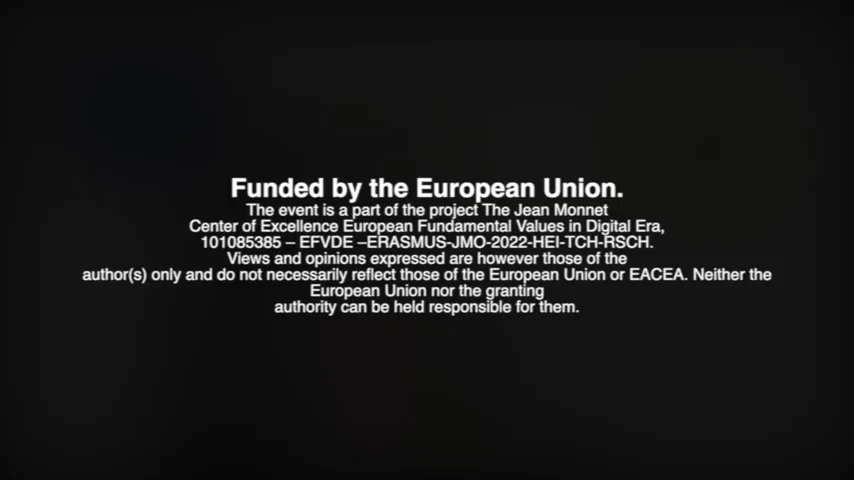 Funded by the European Union.
The event is a part of the project The Jean Monnet
Center of Excellence European Fundamental Values in Digital Era,
101085385 – EFVDE –ERASMUS-JMO-2022-HEI-TCH-RSCH.
Views and opinions expressed are however those of the
author(s) only and do not necessarily reflect those of the European Union or EACEA. Neither the
European Union nor the granting
authority can be held responsible for them.